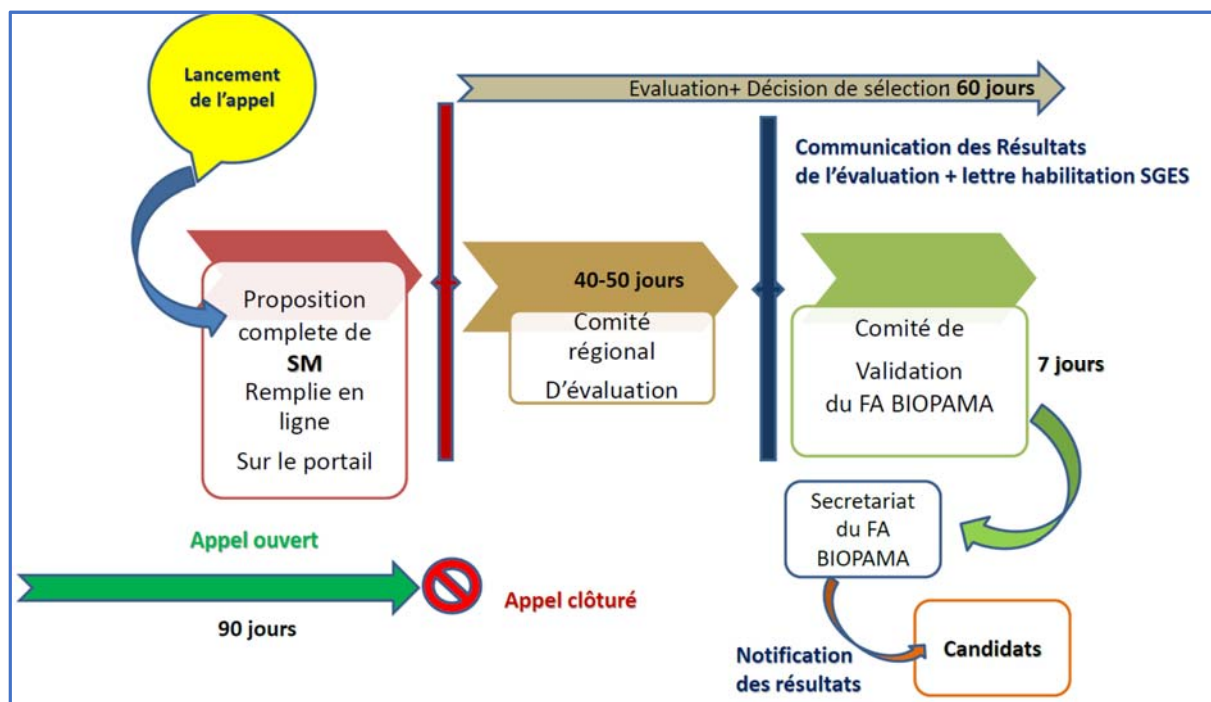 Lancement
de l'appel
Evaluation+ Décision de sélection 60 jours
Communication des Résultats
de l'évaluation + lettre habilitation SGES
Proposition
complete de
SM
Remplie en
ligne
Sur le portail
40-50 jours
Comité
régional
D'évaluation
Comité de
Validation
du FA BIOPAMA
7 jours
Secretariat
du FA
BIOPAMA
Appel ouvert
90 jours
Appel clôturé
Notification
des résultats
Candidats